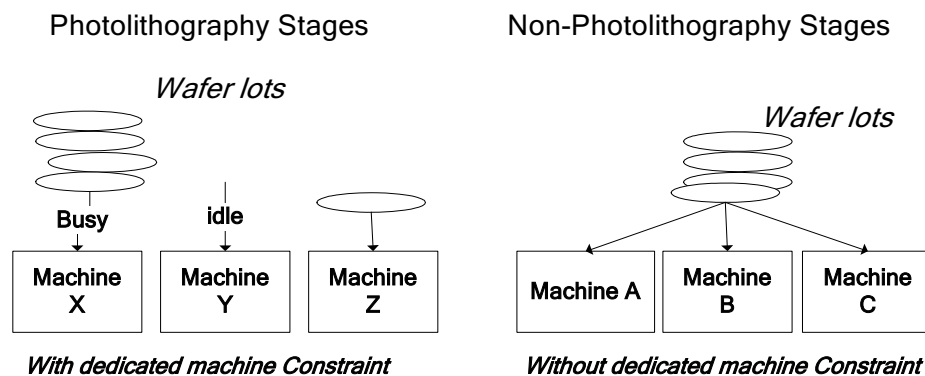 Photolithography Stages
Non-Photolithography Stages
Wafer lots
Wafer lots
Busy
idle
Machine
X
Machine
Y
Machine
Z
Machine A
Machine
B
Machine
C
With dedicated machine Constraint
Without dedicated machine Constraint